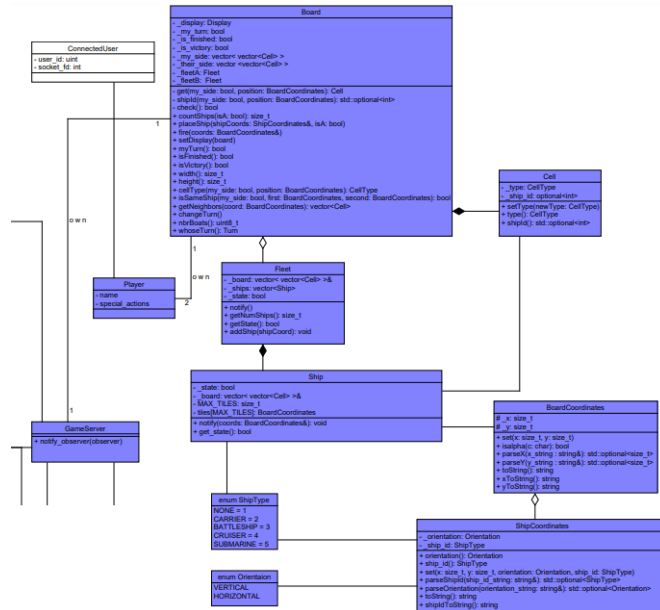 Board
- _display: Display
- _my_turn: bool
- _is_finished: bool
- _is_victory: bool
- _my_side: vector< vector<Cell> >
- _their_side: vector <vector<Cell> >
- _fleetA: Fleet
- _fleetB: Fleet
- get(my_side: bool, position: BoardCoordinates): Cell
- shipId(my_side: bool, position: BoardCoordinates): std::optional<int>
- check(): bool
+ countShips(isA: bool): size_t
+ placeShip(shipCoords: ShipCoordinates&, isA: bool)
+ fire(coords: BoardCoordinates&)
+ setDisplay(board)
+ myTurn(): bool
+ isFinished(): bool
+ isVictory(): bool
+ width(): size_t
+ height(): size_t
+ cellType(my_side: bool, position: BoardCoordinates): CellType
+ isSameShip(my_side: bool, first: BoardCoordinates, second: BoardCoordinates): bool
+ getNeighbors(coord: BoardCoordinates): vector<Cell>
+ changeTurn()
+ nbrBoats(): uint8_t
+ whoseTurn(): Turn
ConnectedUser
- user_id: uint
- socket_fd: int
1
own
1
own
2
1
Cell
- _type: CellType
- _ship_id: optional<int>
+ setType(newType: CellType)
+ type(): CellType
+ shipId(): std::optional<int>
Player
- name
- special_actions
Fleet
- _board: vector< vector<Cell> >&
- _ships: vector<Ship>
- _state: bool
+ notify()
+ getNumShips(): size_t
+ getState(): bool
+ addShip(shipCoord): void
Ship
- _state: bool
- _board: vector< vector<Cell> >&
- MAX_TILES: size_t
- tiles[MAX_TILES]: BoardCoordinates
+ notify(coords: BoardCoordinates&): void
+ get_state(): bool
GameServer
+ notify_observer(observer)
BoardCoordinates
# _x: size_t
# _y: size_t
+ set(x: size_t, y: size_t)
+ isalpha(c: char): bool
+ parseX(x_string : string&): std::optional<size_t>
+ parseY(y_string : string&): std::optional<size_t>
+ toString(): string
+ xToString(): string
+ yToString(): string
enum ShipType
NONE = 1
CARRIER = 2
BATTLESHIP = 3
CRUISER = 4
SUBMARINE = 5
enum Orientaion
VERTICAL
HORIZONTAL
ShipCoordinates
- _orientation: Orientation
- _ship_id: ShipType
+ orientation(): Orientation
+ ship_id(): ShipType
+ set(x: size_t, y: size_t, orientation: Orientation, ship_id: ShipType)
+ parseShipId(ship_id_string: string&): std::optional<ShipType>
+ parseOrientation(orientation_string: string&): std::optional<Orientation>
+ toString(): string
+ shipIdToString(): string